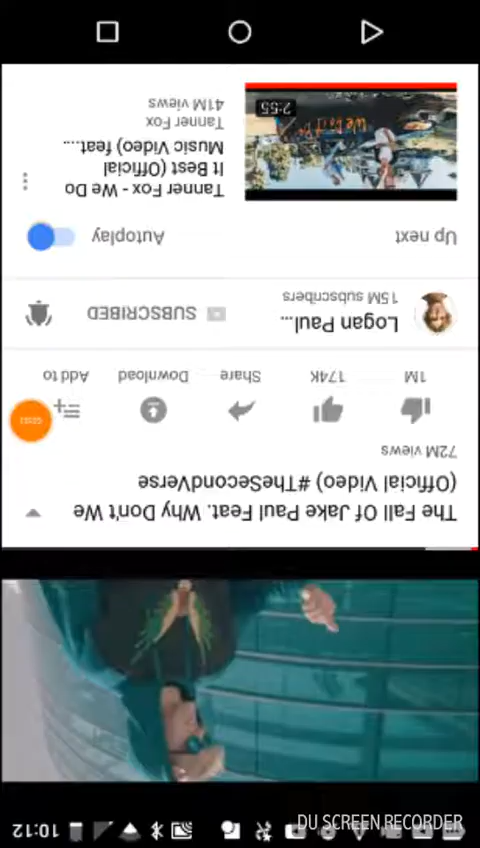 DU SCREEN RECORDER
10:12
The Fall Of Jake Paul Feat. Why Don't We
(Official Video) #TheSecondVerse
72M views
1M
174K
Share
Download
Add to
Logan Paul...
15M subscribers
SUBSCRIBED
Up next
Autoplay
2:55
Tanner Fox - We Do
It Best (Official
Music Video) feat....
Tanner Fox
41M views